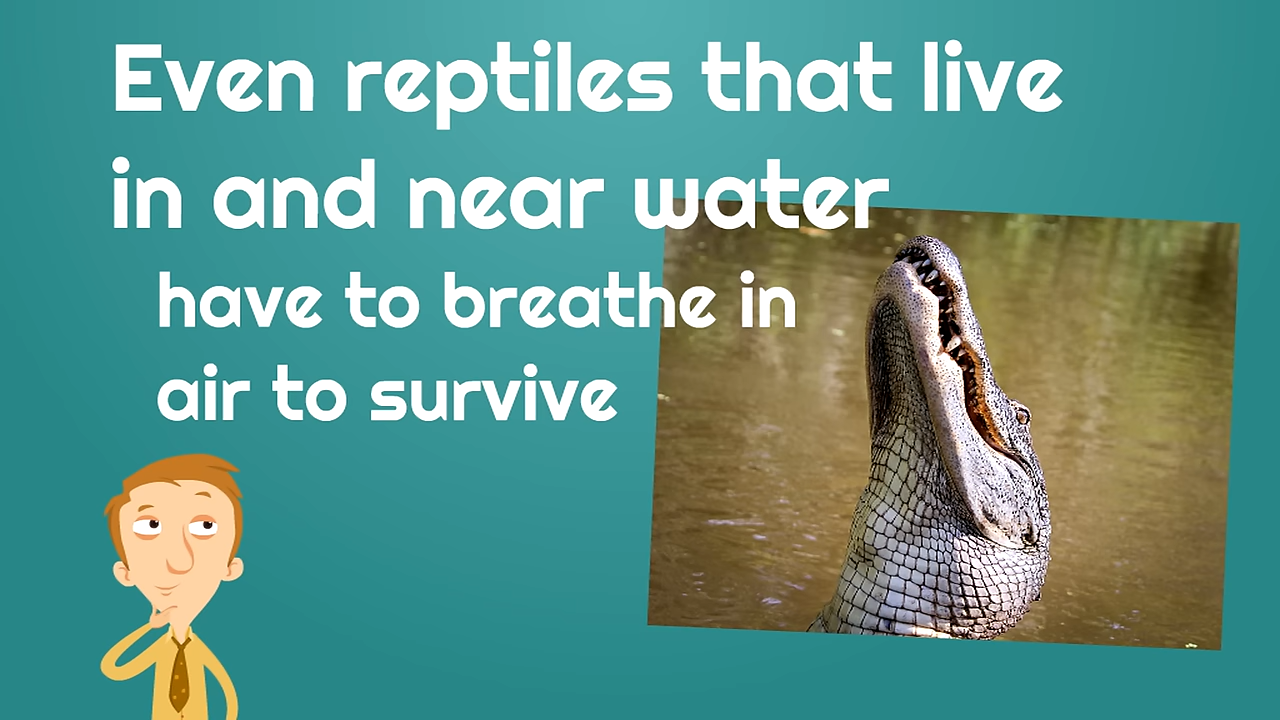 Even reptiles that live
in and near water
have to breathe in
air to survive